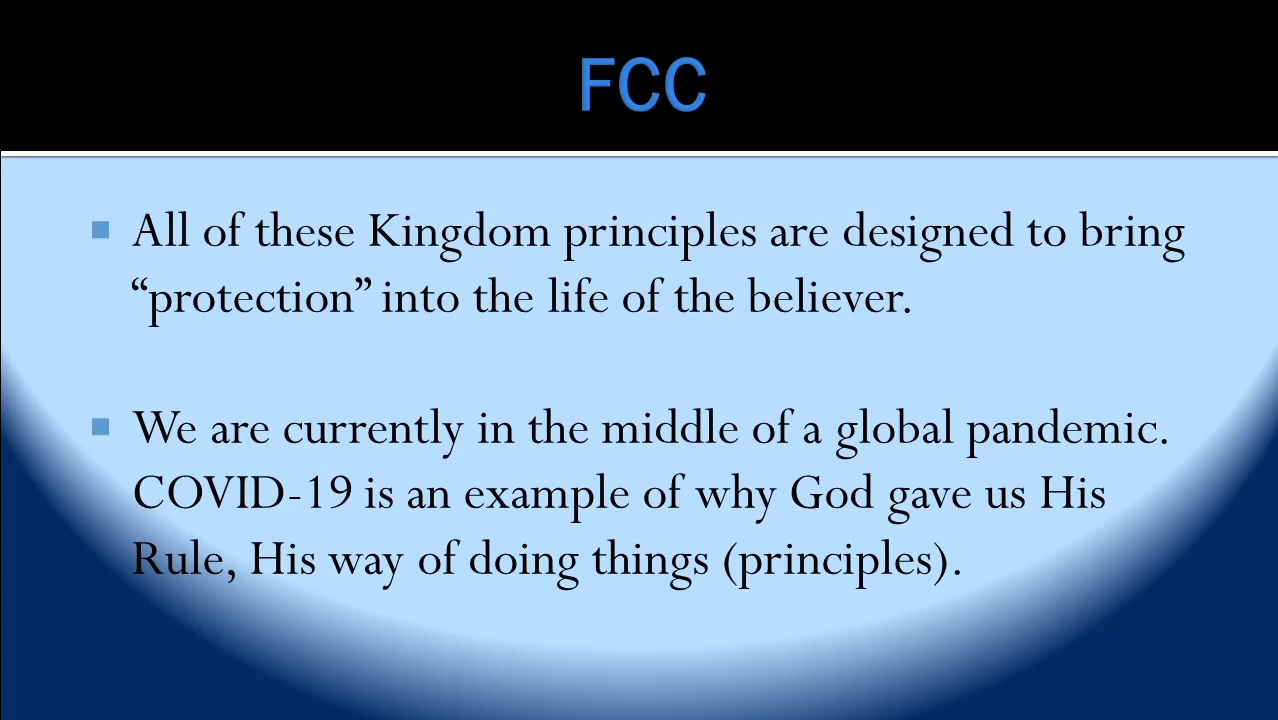 FCC
All of these Kingdom principles are designed to bring
“protection” into the life of the believer.
We are currently in the middle of a global pandemic.
COVID-19 is an example of why God gave us His
Rule, His way of doing things (principles).